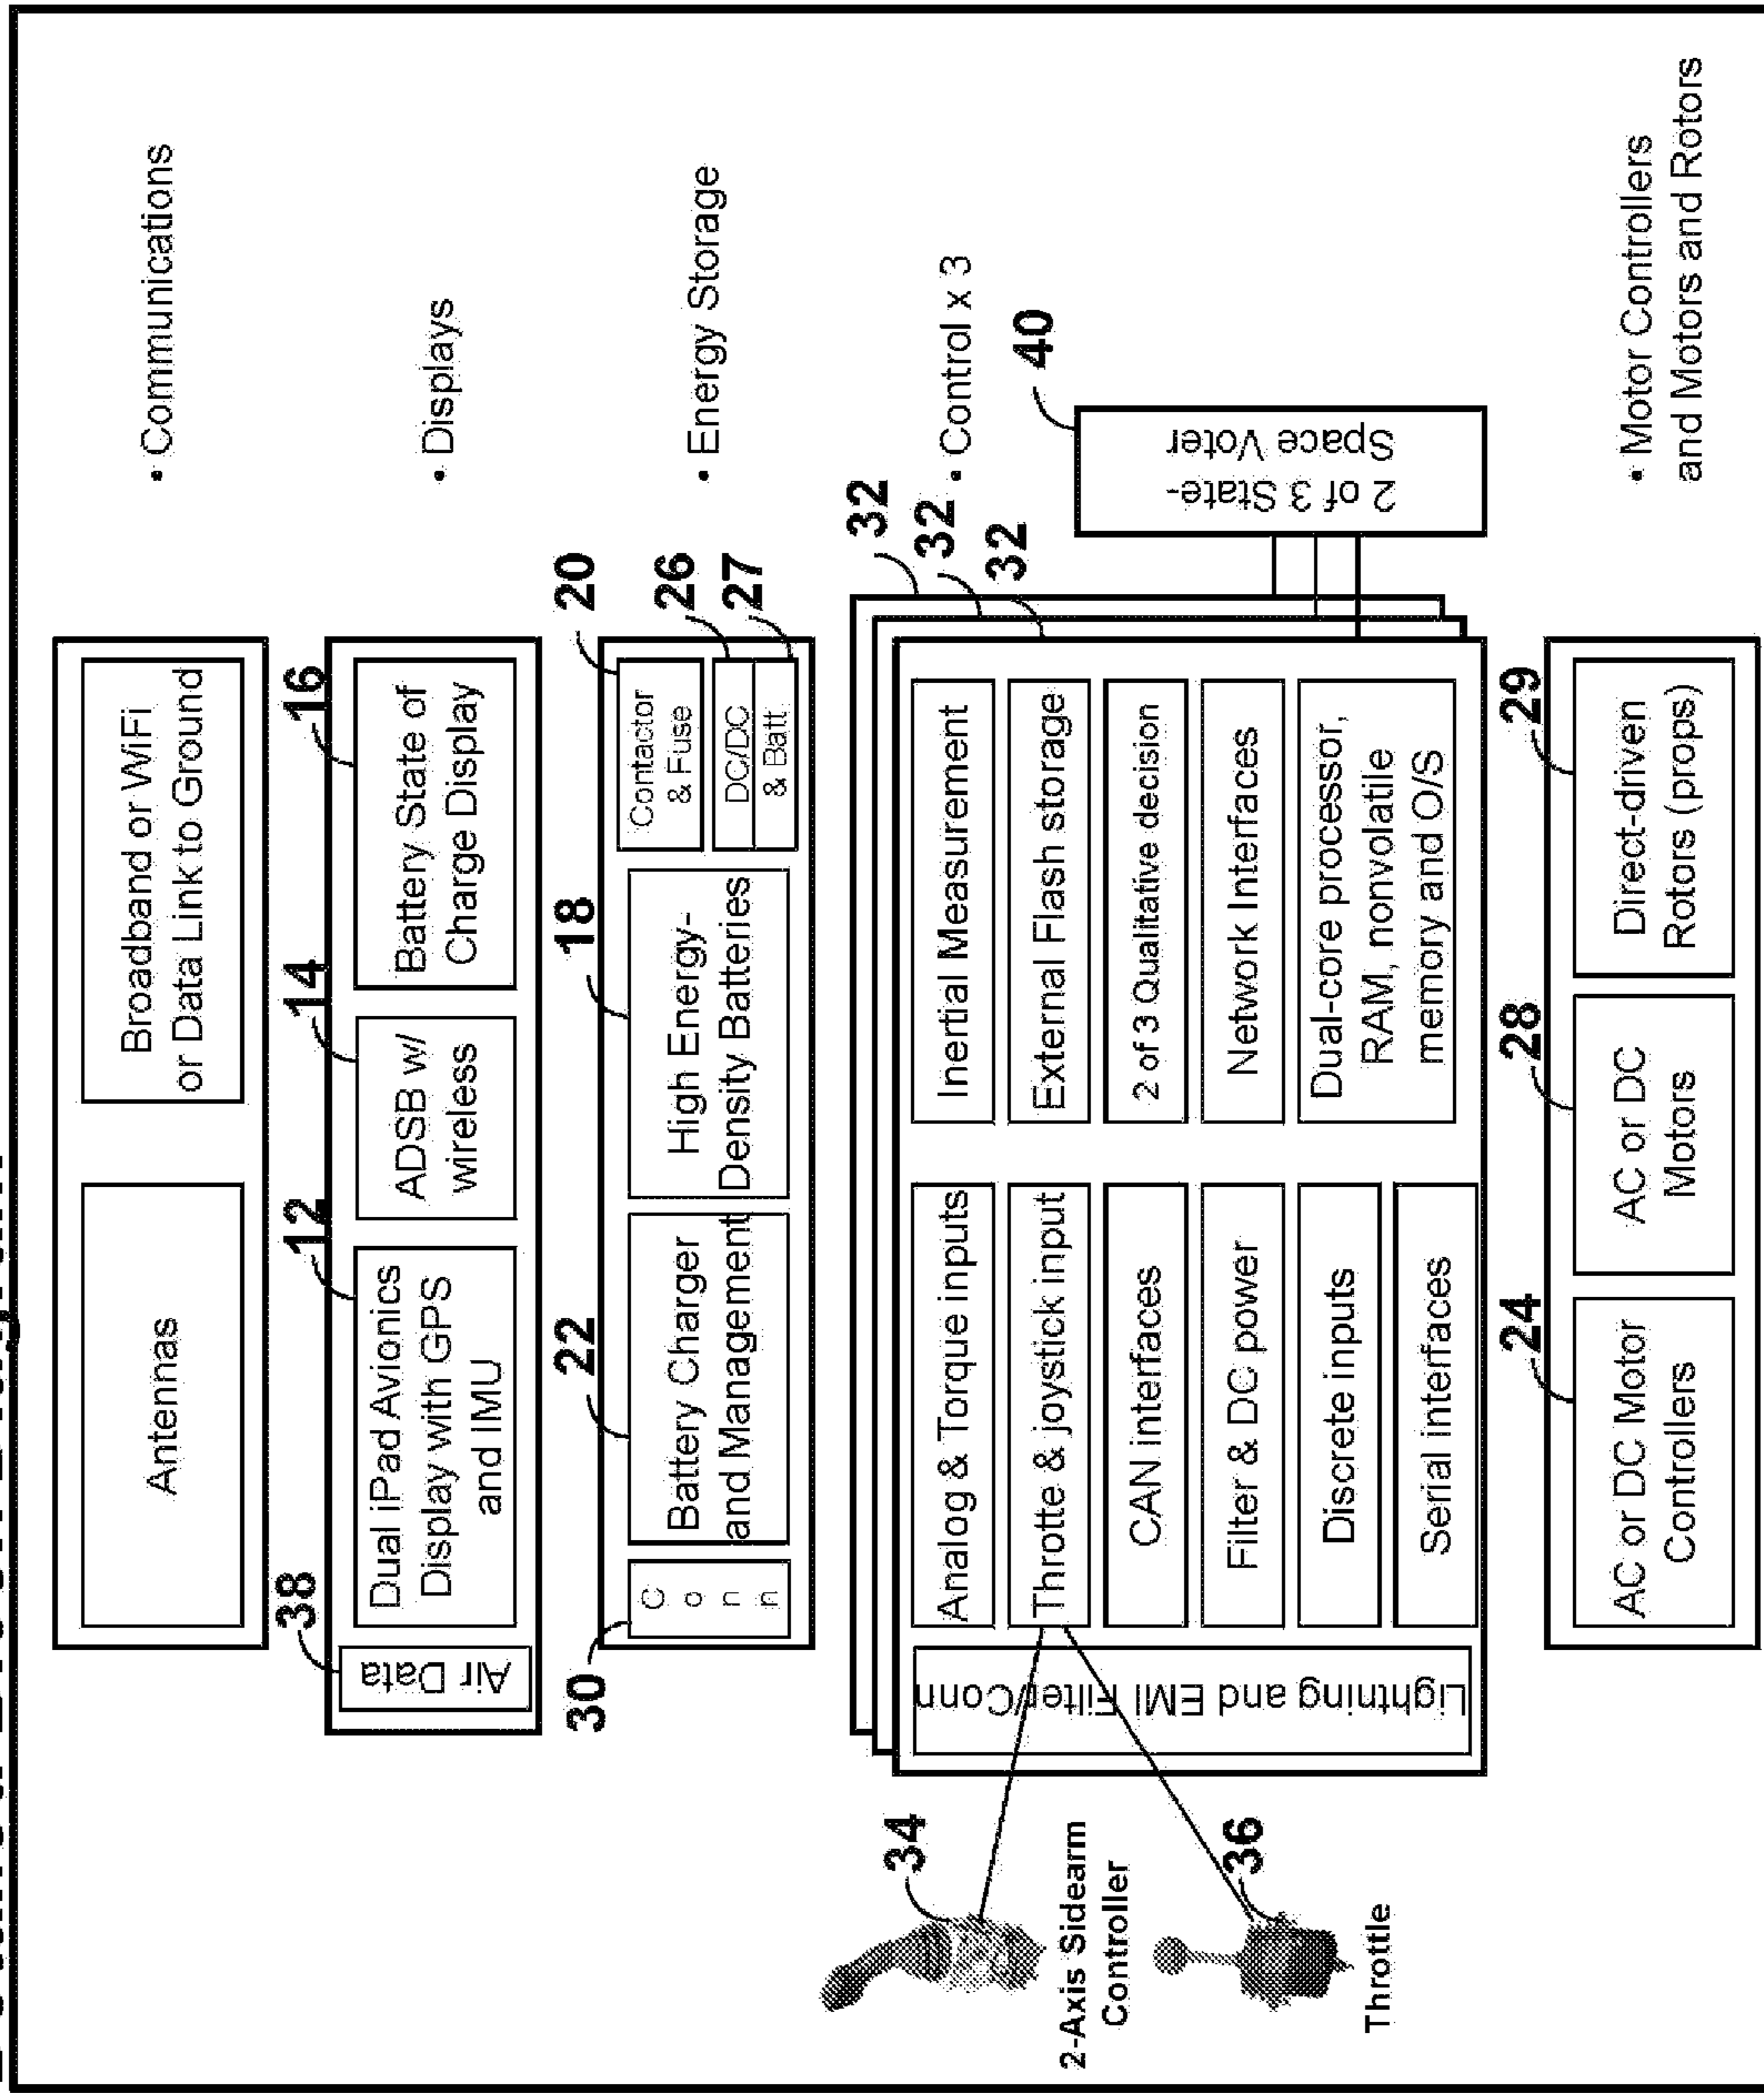 Antennas
Broadband or WiFi
or Data Link to Ground
• Communications
38
12
14
16
Air Data
Dual iPad Avionics
Display with GPS
and IMU
ADSB w/
wireless
Battery State of
Charge Display
• Displays
30
22
18
20
26
27
C
o
n
n
Battery Charger
and Management
High Energy-
Density Batteries
Contactor
& Fuse
DC/DC
& Batt
• Energy Storage
34
2-Axis Sidearm
Controller
36
Throttle
Lightning and EMI Filter/Conn
Analog & Torque inputs
Throtte & joystick input
CAN interfaces
Filter & DC power
Discrete inputs
Serial interfaces
Inertial Measurement
External Flash storage
2 of 3 Qualitative decision
Network Interfaces
Dual-core processor,
RAM, nonvolatile
memory and O/S
32
32
32
• Control x 3
40
2 of 3 State-
Space Voter
24
28
29
AC or DC Motor
Controllers
AC or DC
Motors
Direct-driven
Rotors (props)
• Motor Controllers
and Motors and Rotors